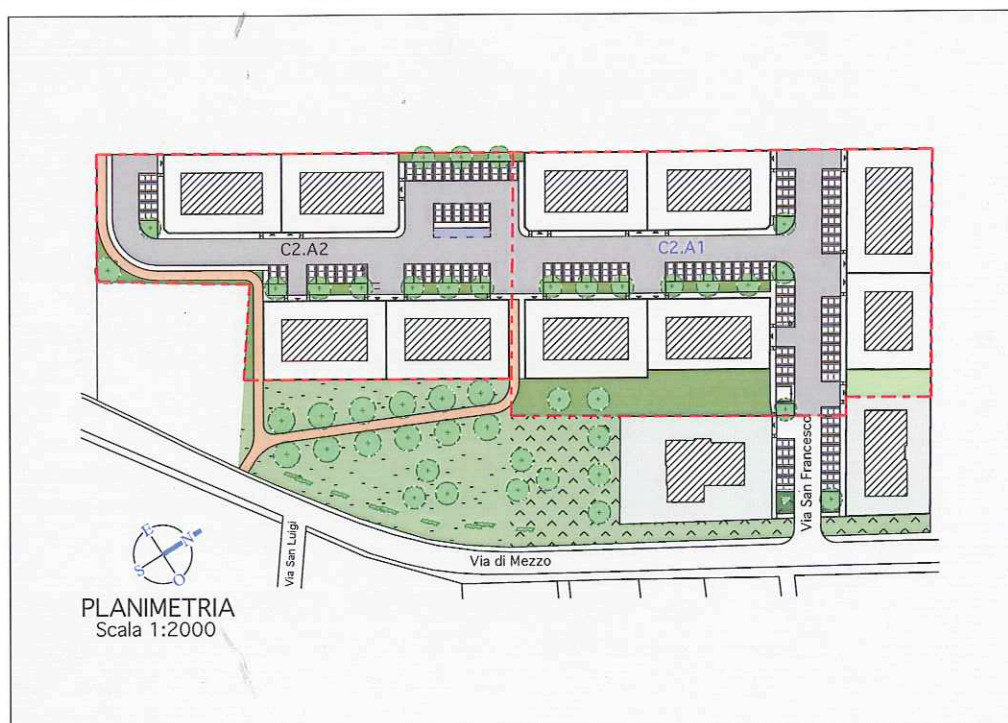 C2.A2
C2.A1
Via San Francesco
Via di Mezzo
Via San Luigi
E
N
S
O
PLANIMETRIA
Scala 1:2000